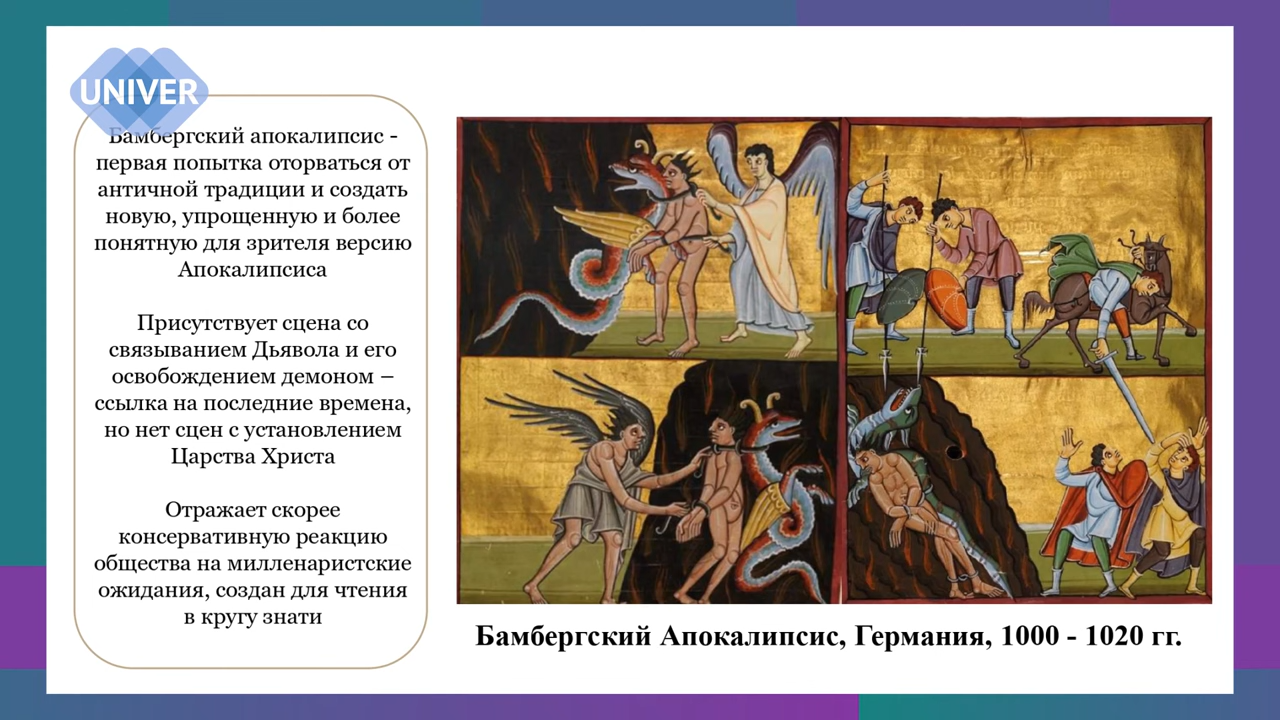 UNIVER
Бамбергский апокалипсис -
первая попытка оторваться от
античной традиции и создать
новую, упрощенную и более
понятную для зрителя версию
Апокалипсиса
Присутствует сцена со
связыванием Дьявола и его
освобождением демоном –
ссылка на последние времена,
но нет сцен с установлением
Царства Христа
Отражает скорее
консервативную реакцию
общества на милленаристские
ожидания, создан для чтения
в кругу знати
Бамбергский Апокалипсис, Германия, 1000 - 1020 гг.